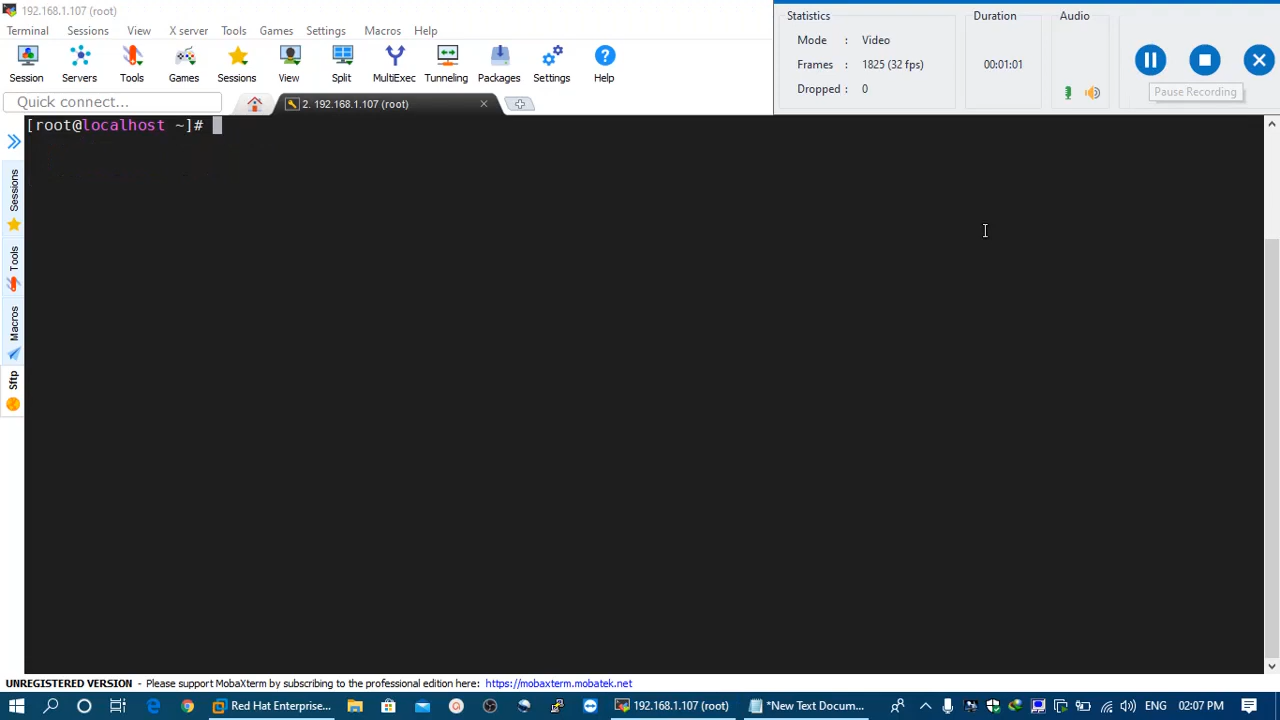 192.168.1.107 (root)
Terminal Sessions View X server Tools Games Settings Macros Help
Session Servers Tools Games Sessions View Split MultiExec Tunneling Packages Settings Help
Quick connect...
2. 192.168.1.107 (root)
Statistics
Mode : Video
Frames : 1825 (32 fps)
Dropped : 0
Duration
00:01:01
Audio
Pause Recording
[root@localhost ~]#
Sessions
Tools
Macros
Sftp
UNREGISTERED VERSION - Please support MobaXterm by subscribing to the professional edition here: https://mobaxterm.mobatek.net
Red Hat Enterprise... 192.168.1.107 (root) *New Text Docum... ENG 02:07 PM